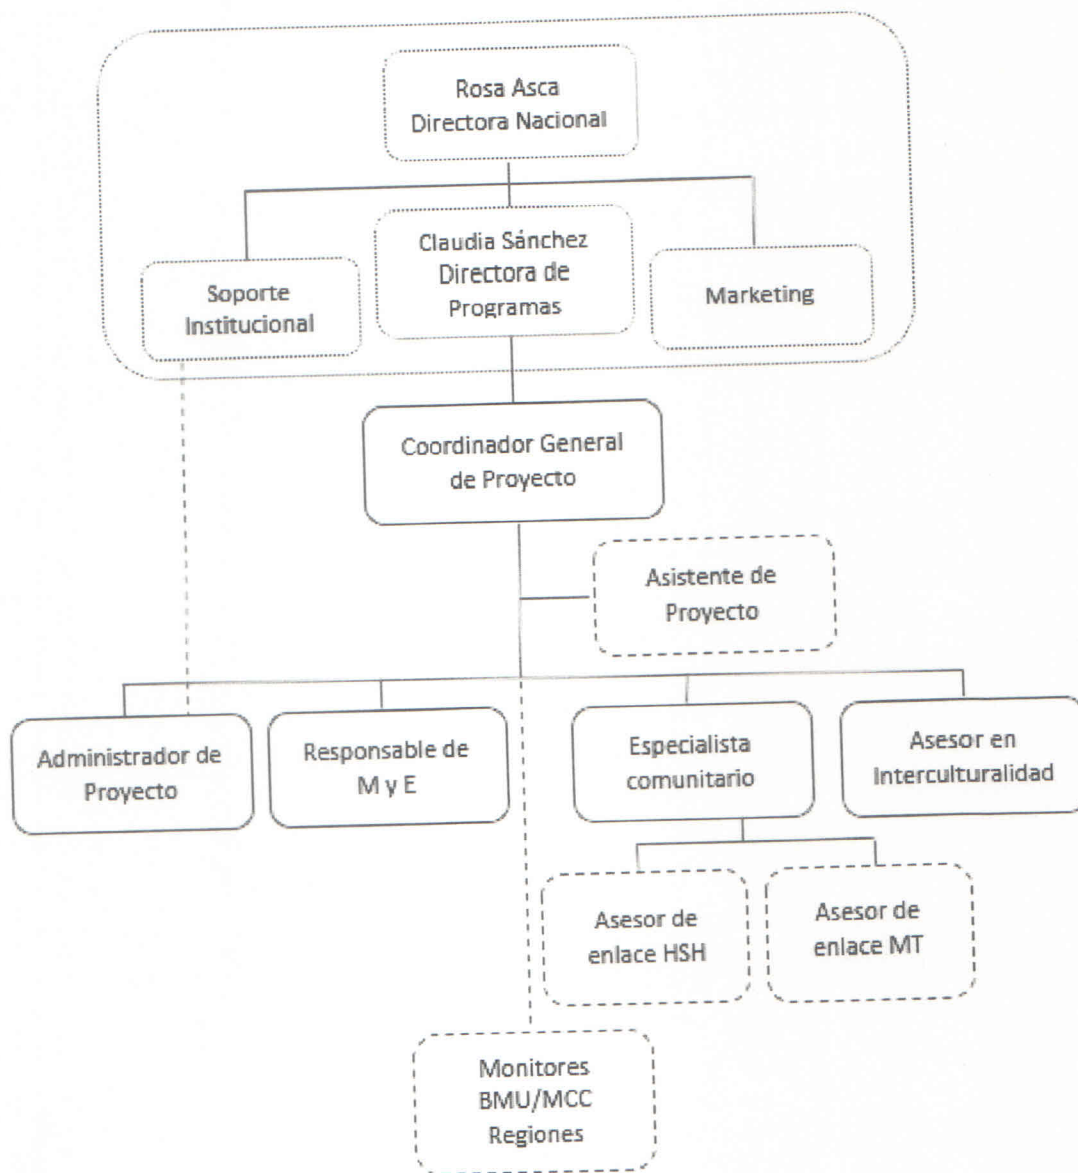 Rosa Asca
Directora Nacional
Soporte
Institucional
Claudia Sánchez
Directora de
Programas
Marketing
Coordinador General
de Proyecto
Asistente de
Proyecto
Administrador de
Proyecto
Responsable de
M y E
Especialista
comunitario
Asesor en
Interculturalidad
Asesor de
enlace HSH
Asesor de
enlace MT
Monitores
BMU/MCC
Regiones